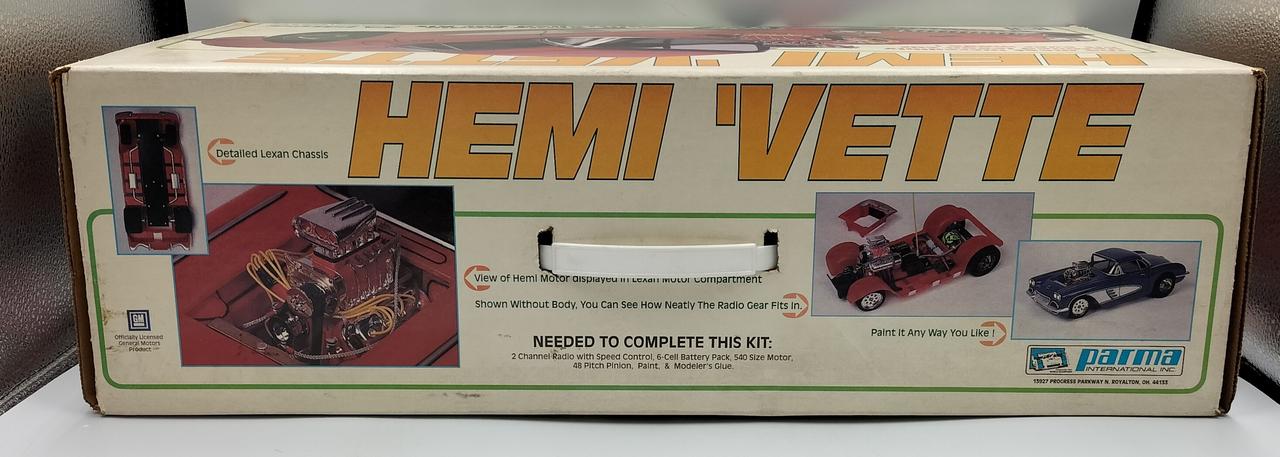 HEMI 'VETTE
HEMI 'VETTE
Detailed Lexan Chassis
View of Hemi Motor displayed in Lexan Motor Compartment
Shown Without Body, You Can See How Neatly The Radio Gear Fits In.
Paint It Any Way You Like !
NEEDED TO COMPLETE THIS KIT:
2 Channel Radio with Speed Control, 6-Cell Battery Pack, 540 Size Motor,
48 Pitch Pinion, Paint, & Modeler's Glue.
GM
Officially Licensed
General Motors
Product
parma
INTERNATIONAL INC.
13927 PROGRESS PARKWAY N. ROYALTON, OH. 44133